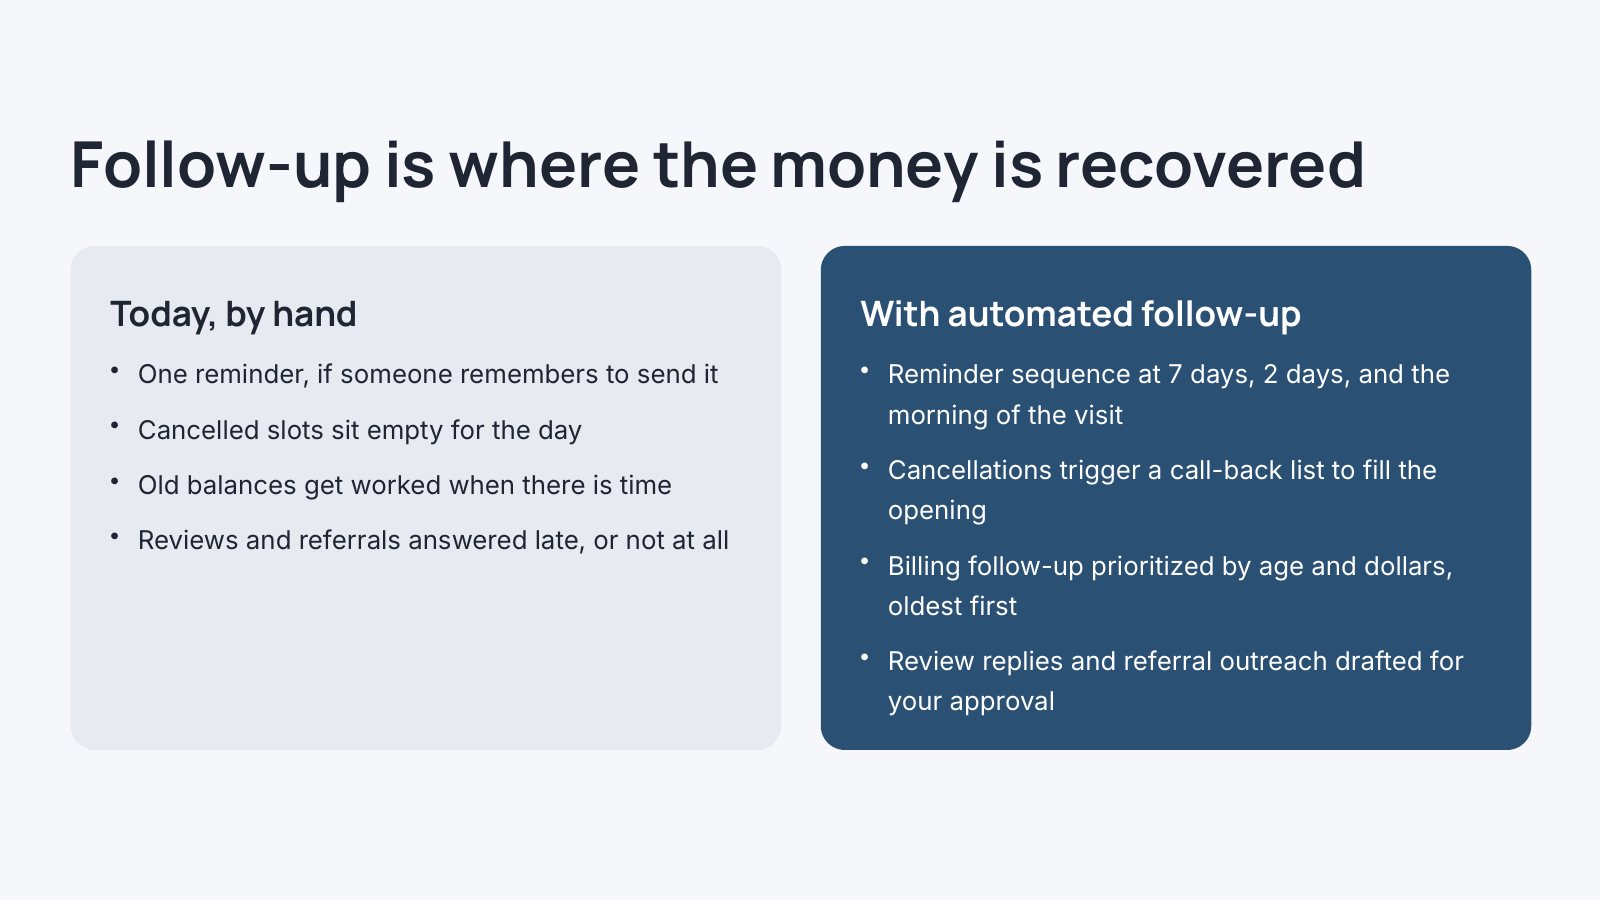 Follow-up is where the money is recovered
Today, by hand
• One reminder, if someone remembers to send it
• Cancelled slots sit empty for the day
• Old balances get worked when there is time
• Reviews and referrals answered late, or not at all
With automated follow-up
• Reminder sequence at 7 days, 2 days, and the
morning of the visit
• Cancellations trigger a call-back list to fill the
opening
• Billing follow-up prioritized by age and dollars,
oldest first
• Review replies and referral outreach drafted for
your approval